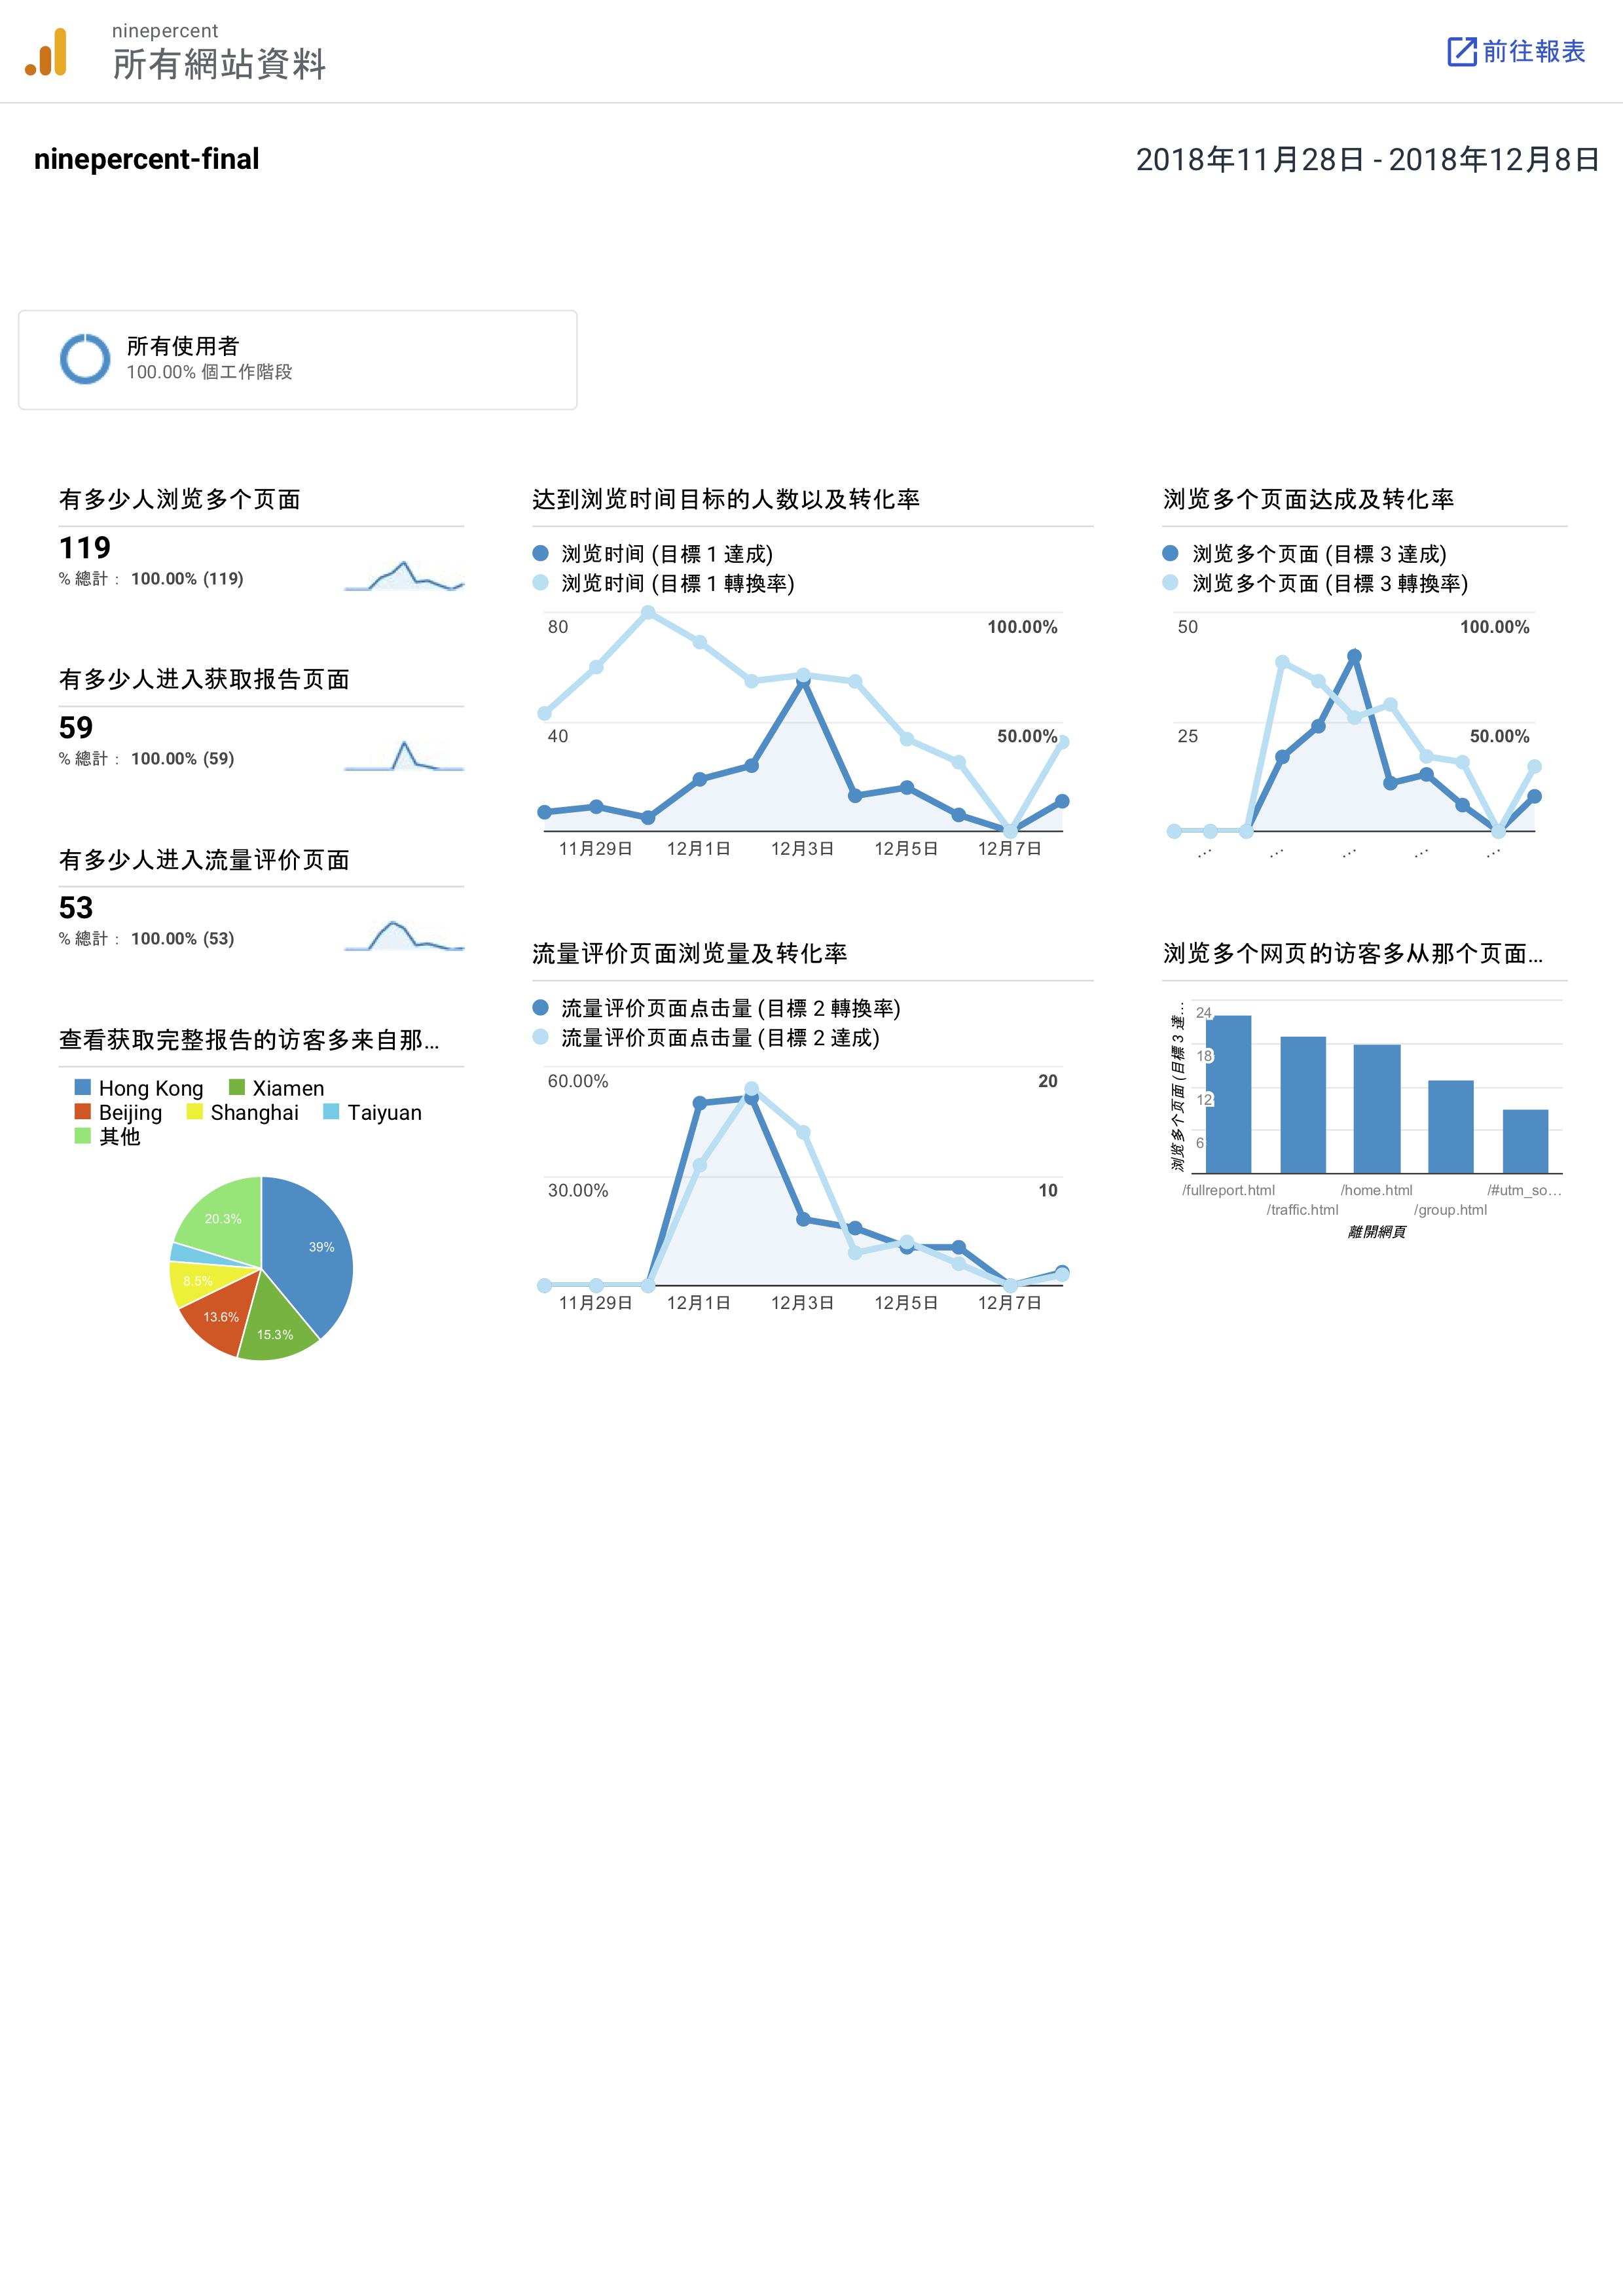 ninepercent
所有網站資料
前往報表
ninepercent-final
2018年11月28日 - 2018年12月8日
所有使用者
100.00% 個工作階段
有多少人浏览多个页面
119
% 總計： 100.00% (119)
有多少人进入获取报告页面
59
% 總計： 100.00% (59)
有多少人进入流量评价页面
53
% 總計： 100.00% (53)
查看获取完整报告的访客多来自那...
Hong Kong
Xiamen
Beijing
Shanghai
Taiyuan
其他
39%
15.3%
13.6%
8.5%
20.3%
达到浏览时间目标的人数以及转化率
浏览时间 (目標 1 達成)
浏览时间 (目標 1 轉換率)
80
100.00%
40
50.00%
11月29日
12月1日
12月3日
12月5日
12月7日
流量评价页面浏览量及转化率
流量评价页面点击量 (目標 2 轉換率)
流量评价页面点击量 (目標 2 達成)
60.00%
20
30.00%
10
11月29日
12月1日
12月3日
12月5日
12月7日
浏览多个页面达成及转化率
浏览多个页面 (目標 3 達成)
浏览多个页面 (目標 3 轉換率)
50
100.00%
25
50.00%
...
...
...
...
...
浏览多个网页的访客多从那个页面...
浏览多个页面 (目標 3 達...
24
18
12
6
/fullreport.html
/traffic.html
/home.html
/group.html
/#utm_so...
離開網頁